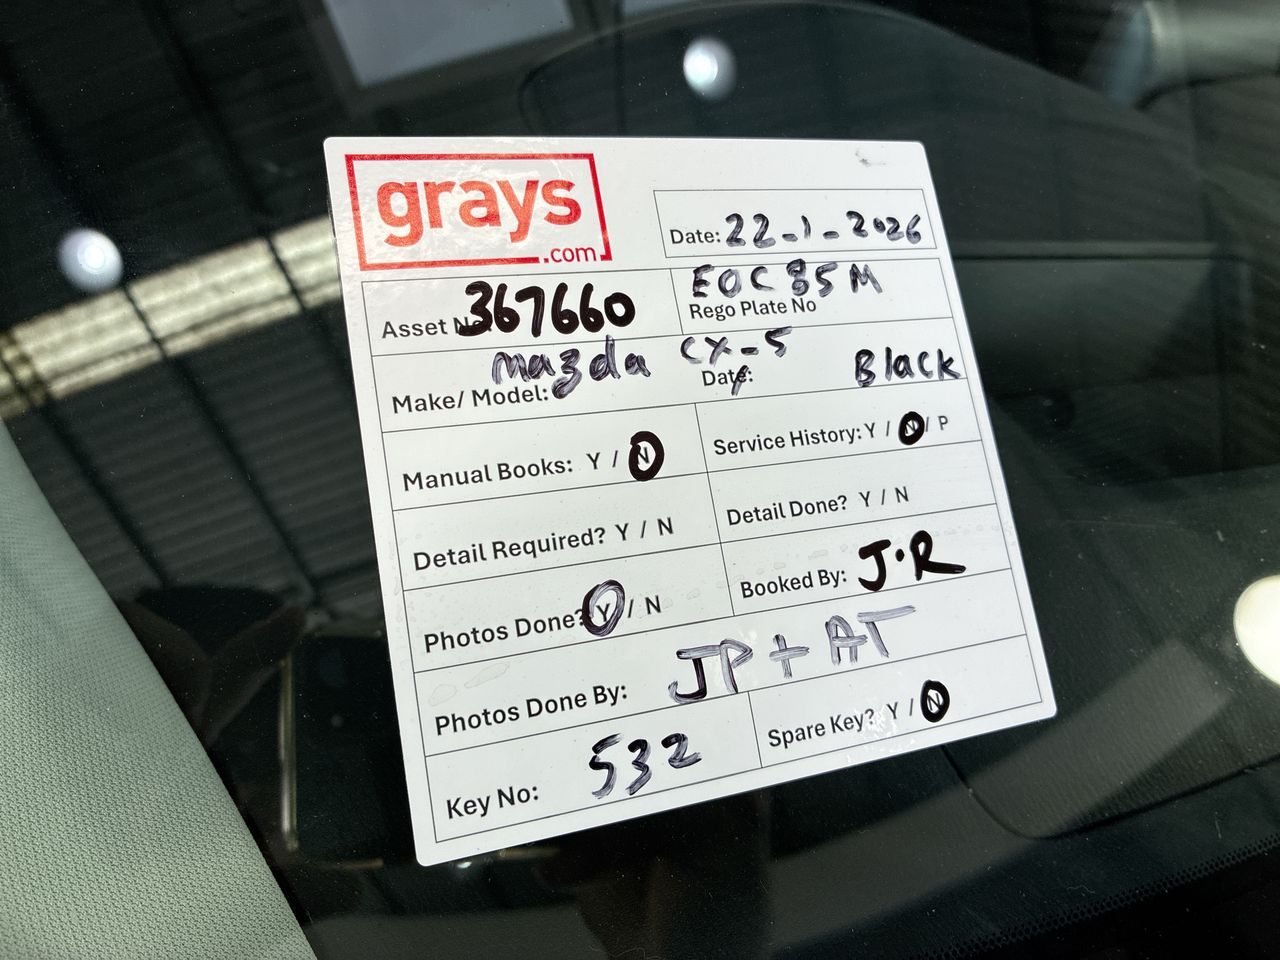 grays
.com
Date: 22-1-2026
Asset No: 367660
EOC 85M
Rego Plate No
Make/ Model: Mazda CX-5
Date: Black
Manual Books: Y / N
Service History: Y / N / P
Detail Required? Y / N
Detail Done? Y / N
Photos Done? Y / N
Booked By: J.R
Photos Done By: JP + AT
Key No: 532
Spare Key? Y / N